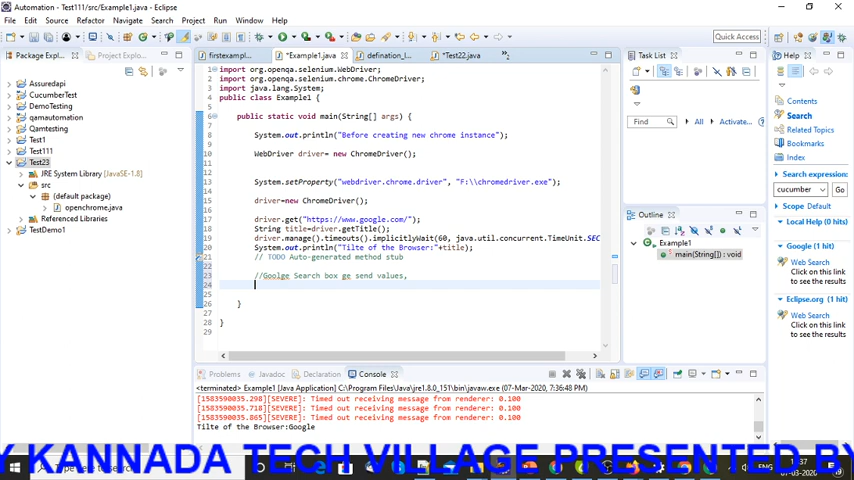 Automation - Test111/src/Example1.java - Eclipse
File Edit Source Refactor Navigate Search Project Run Window Help
Quick Access
Package Expl...
Project Explo...
firstexampl...
*Example1.java
defination_l...
*Test22.java
Task List
Help
Assuredapi
CucumberTest
DemoTesting
qamautomation
Qamtesting
Test1
Test111
Test23
JRE System Library [JavaSE-1.8]
src
(default package)
openchrome.java
Referenced Libraries
TestDemo1
1 import org.openqa.selenium.WebDriver;
2 import org.openqa.selenium.chrome.ChromeDriver;
3 import java.lang.System;
4 public class Example1 {
5
6 public static void main(String[] args) {
7
8 System.out.println("Before creating new chrome instance");
9
10 WebDriver driver= new ChromeDriver();
11
12
13 System.setProperty("webdriver.chrome.driver", "F:\\chromedriver.exe");
14
15 driver=new ChromeDriver();
16
17 driver.get("https://www.google.com/");
18 String title=driver.getTitle();
19 driver.manage().timeouts().implicitlyWait(60, java.util.concurrent.TimeUnit.SEC
20 System.out.println("Tilte of the Browser:"+title);
21 // TODO Auto-generated method stub
22
23 //Goolge Search box ge send values,
24
25
26 }
27
28 }
29
Find
All
Activate...
Outline
Example1
main(String[]) : void
Contents
Search
Related Topics
Bookmarks
Index
Search expression:
cucumber
Go
Scope Default
Local Help (0 hits)
Google (1 hit)
Web Search
Click on this link to see
Eclipse.org (1 hit)
Web Search
Click on this link to see
Problems
Javadoc
Declaration
Console
<terminated> Example1 [Java Application] C:\Program Files\Java\jre1.8.0_151\bin\javaw.exe (07-Mar-2020, 7:36:48 PM)
[1583590035.298][SEVERE]: Timed out receiving message from renderer: 0.100
[1583590035.718][SEVERE]: Timed out receiving message from renderer: 0.100
[1583590035.865][SEVERE]: Timed out receiving message from renderer: 0.100
Tilte of the Browser:Google
Y KANNADA TECH VILLAGE PRESENTED BY
Type here to search
ENG
07-03-2020